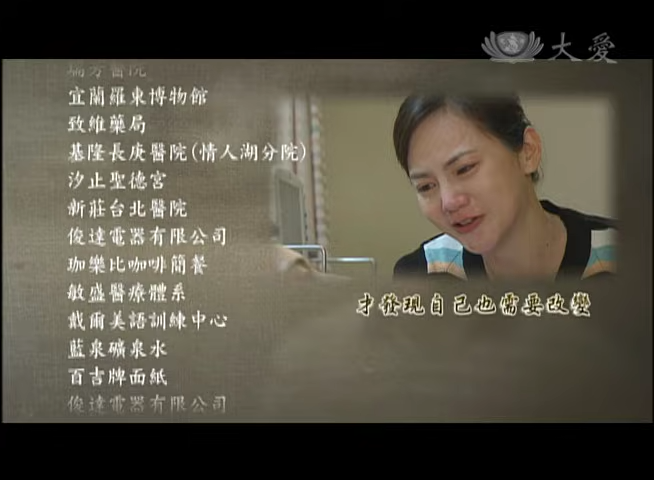 大愛
瑞芳醫院
宜蘭羅東博物館
致維藥局
基隆長庚醫院(情人湖分院)
汐止聖德宮
新莊台北醫院
俊達電器有限公司
珈樂比咖啡簡餐
敏盛醫療體系
戴爾美語訓練中心
藍泉礦泉水
百吉牌面紙
俊達電器有限公司
才發現自己也需要改變